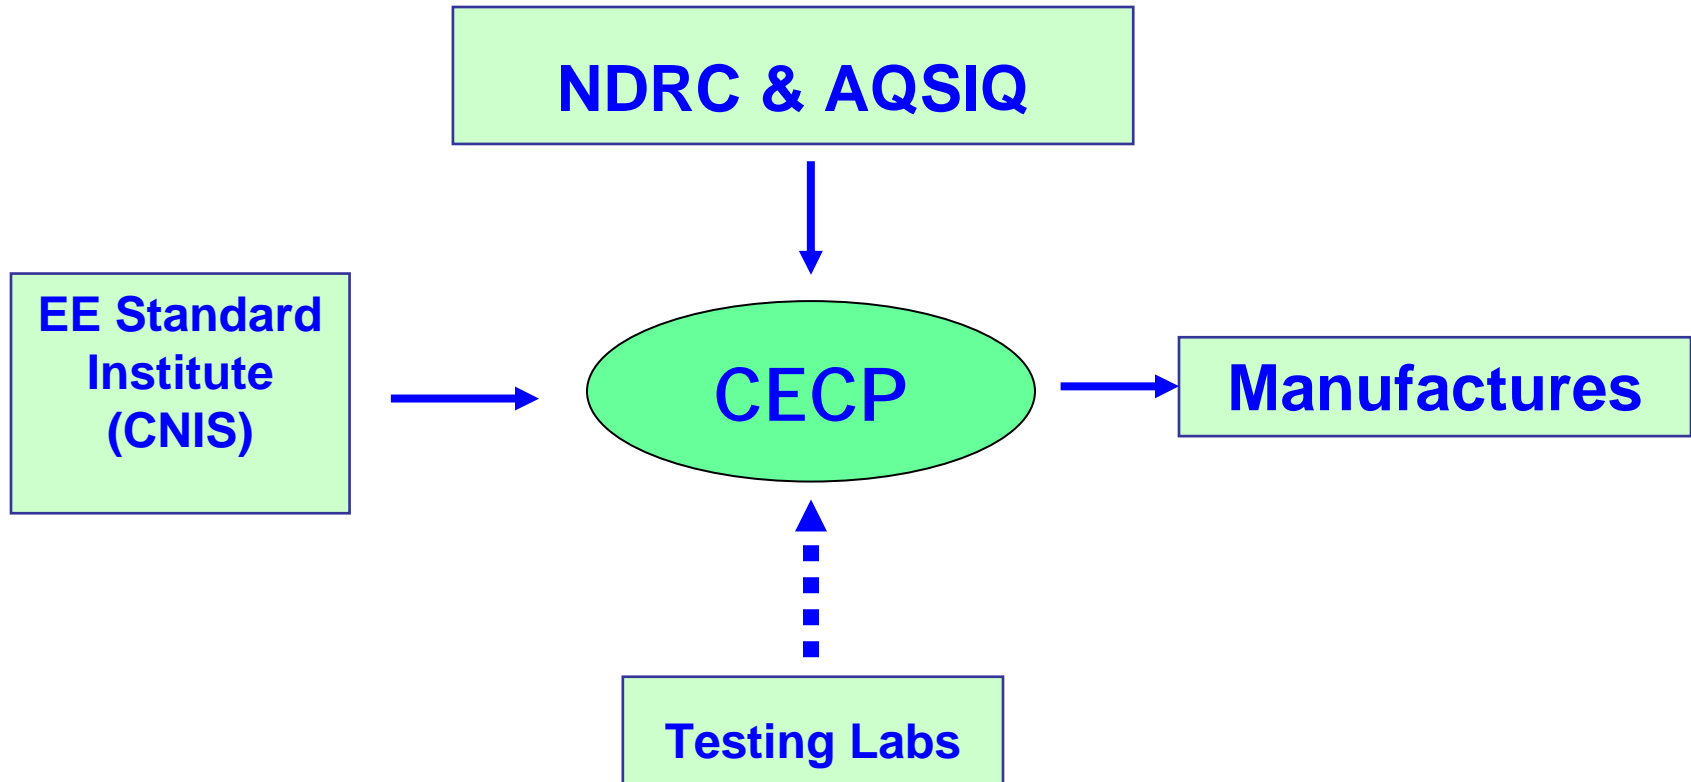 NDRC & AQSIQ
EE Standard
Institute
(CNIS)
CECP
Manufactures
Testing Labs